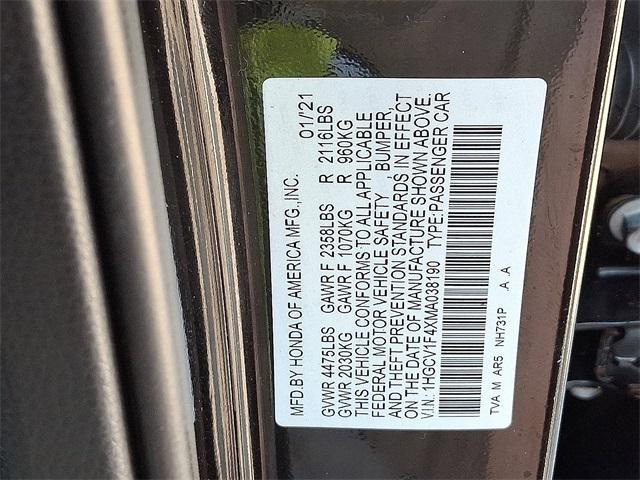 MFD.BY HONDA OF AMERICA MFG.,INC. 01/'21
GVWR 4475LBS GAWR F 2358LBS R 2116LBS
GVWR 2030KG GAWR F 1070KG R 960KG
THIS VEHICLE CONFORMS TO ALL APPLICABLE
FEDERAL MOTOR VEHICLE SAFETY , BUMPER,
AND THEFT PREVENTION STANDARDS IN EFFECT
ON THE DATE OF MANUFACTURE SHOWN ABOVE.
V.I.N.: 1HGCV1F4XMA038190 TYPE:PASSENGER CAR
TVA M AR5 NH731P .A .A